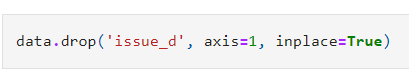 data.drop('issue_d', axis=1, inplace=True)